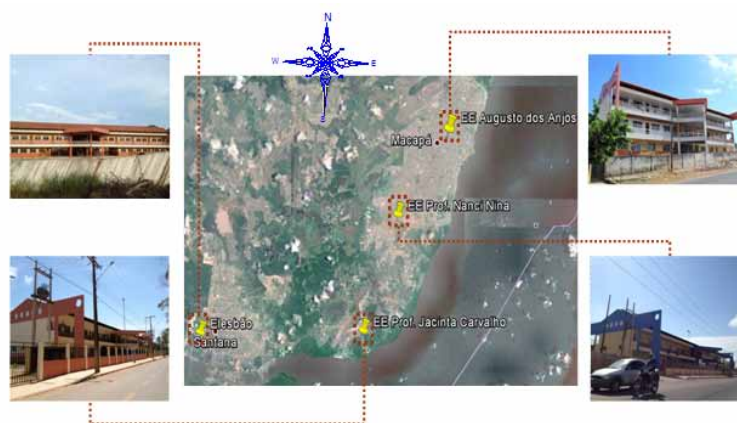 N
W
E
S
EE Augusto dos Anjos
Macapá
EE Prof. Nanci Nina
Elesbão
EE Prof. Jacinta Carvalho
Santana